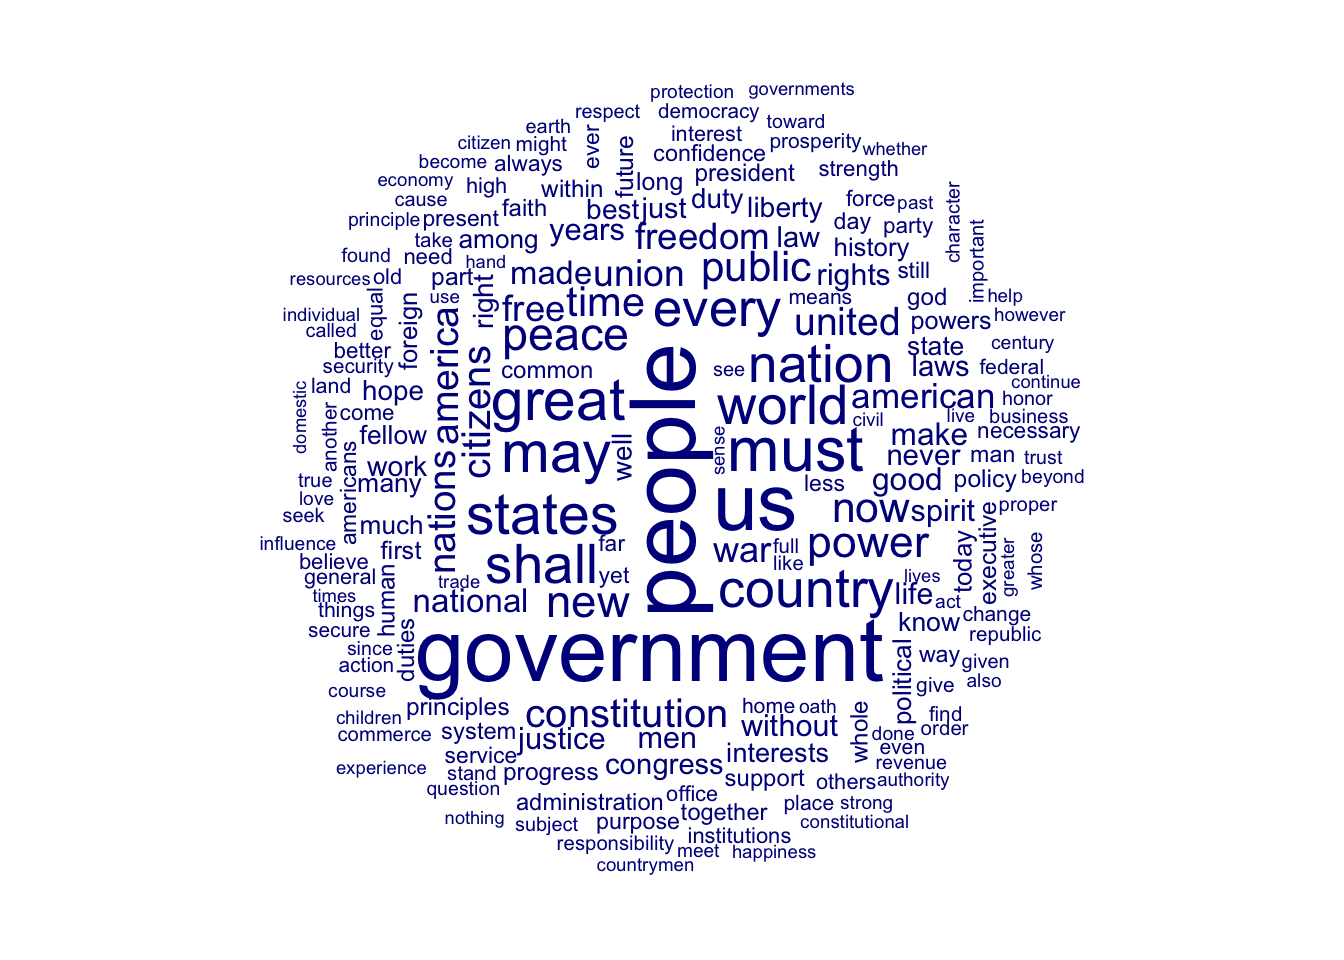 protection governments
respect democracy
earth interest toward
citizen might ever prosperity whether
become always future confidence
economy high within long president strength
cause faith best just duty liberty force past
principle present years freedom law day party character
take among history
found need hand made union public rights still important
resources old part
individual equal use right free time every means god help
called foreign america peace united powers however
better state century
security common see nation laws federal
domestic land hope citizens great people world american continue
another come civil live honor
fellow may well sense must make business
americans work nations never man necessary
true many less good policy trust
love beyond
seek much states us now spirit proper
influence first far war full power today executive greater whose
believe shall yet like
general human trade country lives
times national new life act
things know change
secure duties government republic
since political way given
action give also
course principles
children constitution home oath whole find
commerce system justice men without done order
service interests even
experience stand progress congress support revenue
question others authority
administration office place strong
nothing subject purpose together constitutional
responsibility institutions
meet happiness
countrymen